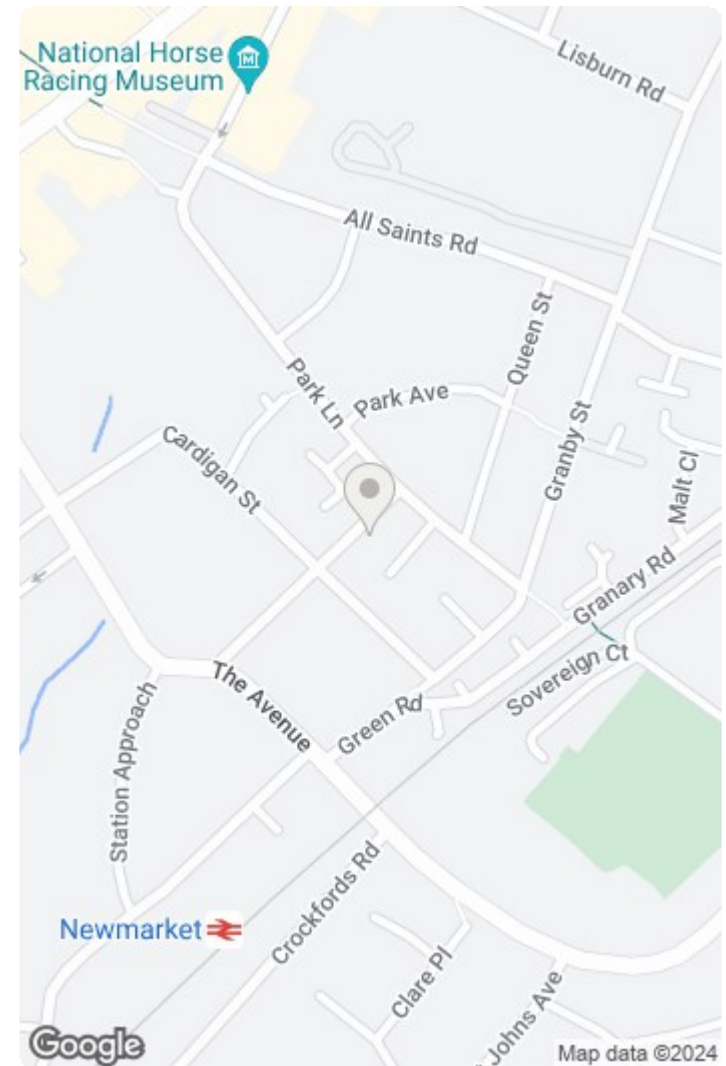 National Horse
Racing Museum
Lisburn Rd
All Saints Rd
Queen St
Park Ln
Park Ave
Granby St
Cardigan St
Malt Cl
Granary Rd
Sovereign Ct
The Avenue
Green Rd
Station Approach
Crockfords Rd
Newmarket
Clare Pl
Johns Ave
Google
Map data ©2024